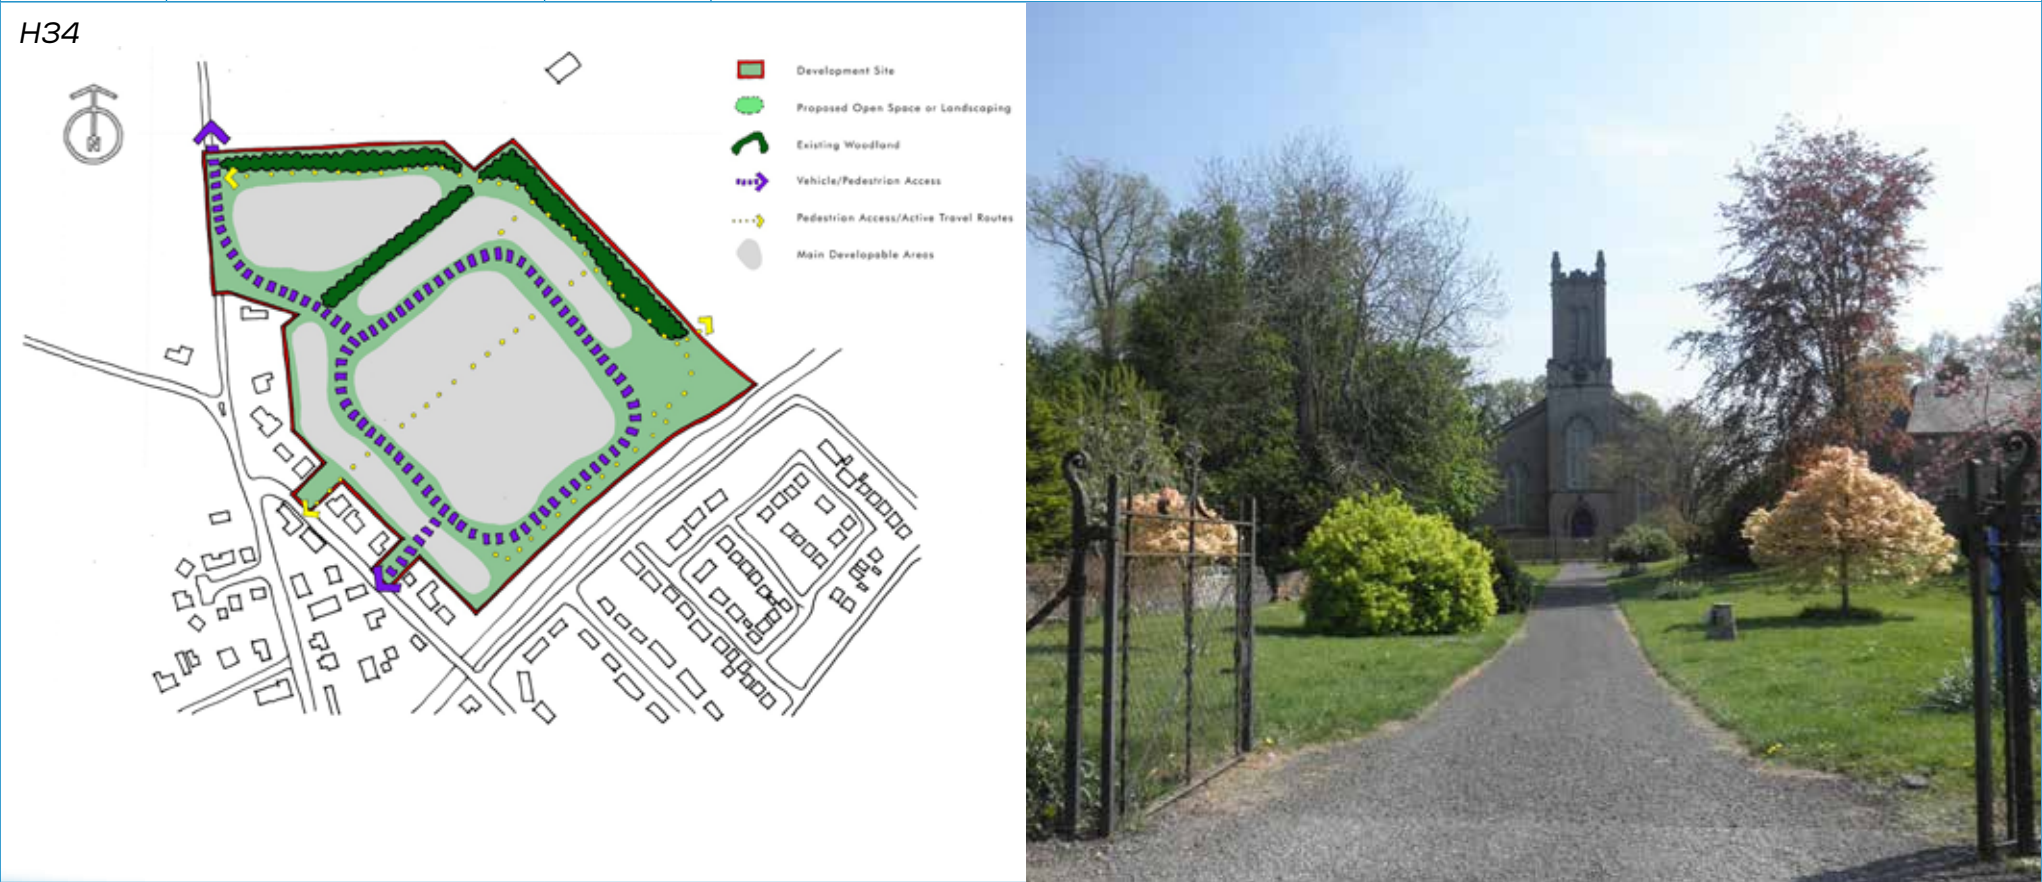 H34
N
Development Site
Proposed Open Space or Landscaping
Existing Woodland
Vehicle/Pedestrian Access
Pedestrian Access/Active Travel Routes
Main Developable Areas